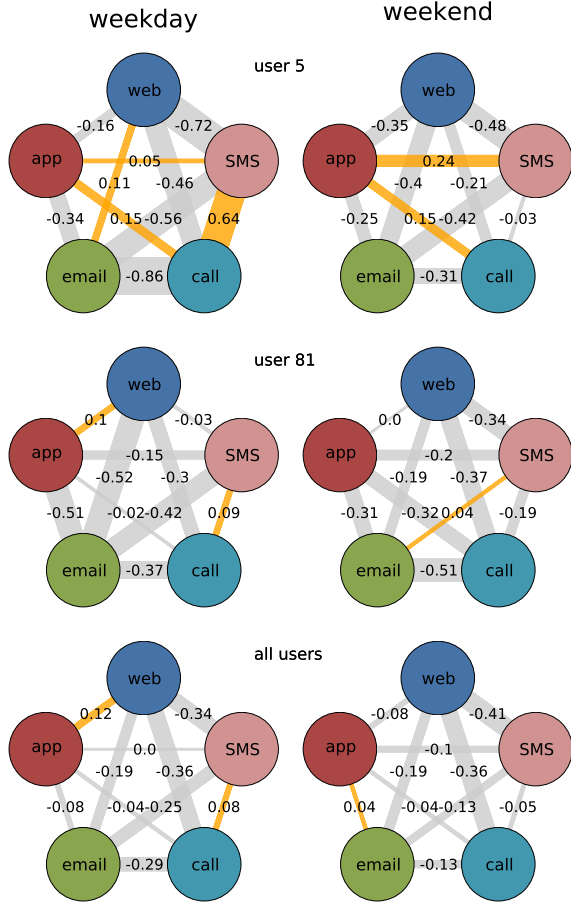 weekday
weekend
user 5
web
web
-0.16
-0.72
-0.35
-0.48
app
0.05
SMS
app
0.24
SMS
0.11
-0.46
-0.4
-0.21
-0.34
0.15
-0.56
0.64
-0.25
0.15
-0.42
-0.03
email
-0.86
call
email
-0.31
call
user 81
web
web
0.1
-0.03
0.0
-0.34
app
-0.15
SMS
app
-0.2
SMS
-0.52
-0.3
-0.19
-0.37
-0.51
-0.02
-0.42
0.09
-0.31
-0.32
0.04
-0.19
email
-0.37
call
email
-0.51
call
all users
web
web
0.12
-0.34
-0.08
-0.41
app
0.0
SMS
app
-0.1
SMS
-0.19
-0.36
-0.19
-0.36
-0.08
-0.04
-0.25
0.08
0.04
-0.04
-0.13
-0.05
email
-0.29
call
email
-0.13
call